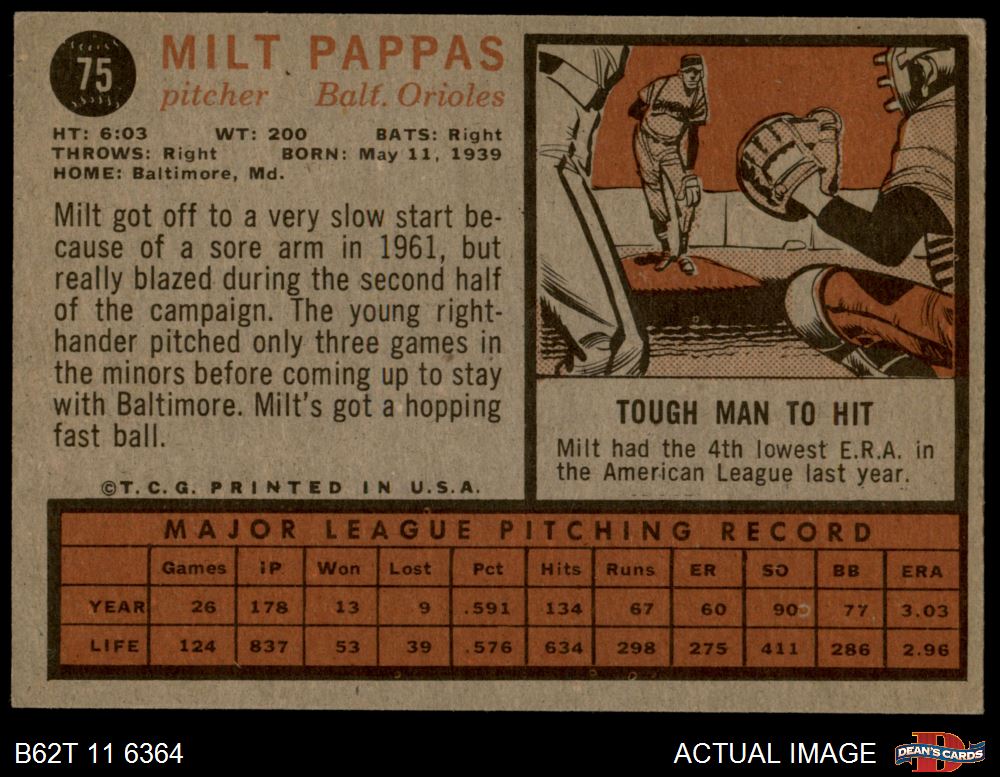 75
MILT PAPPAS
pitcher Balt. Orioles
HT: 6:03 WT: 200 BATS: Right
THROWS: Right BORN: May 11, 1939
HOME: Baltimore, Md.
Milt got off to a very slow start be-
cause of a sore arm in 1961, but
really blazed during the second half
of the campaign. The young right-
hander pitched only three games in
the minors before coming up to stay
with Baltimore. Milt's got a hopping
fast ball.
©T. C. G. PRINTED IN U.S.A.
TOUGH MAN TO HIT
Milt had the 4th lowest E.R.A. in
the American League last year.
MAJOR LEAGUE PITCHING RECORD
Games IP Won Lost Pct Hits Runs ER SO BB ERA
YEAR 26 178 13 9 .591 134 67 60 90 77 3.03
LIFE 124 837 53 39 .576 634 298 275 411 286 2.96
B62T 11 6364
ACTUAL IMAGE
D
DEAN'S CARDS